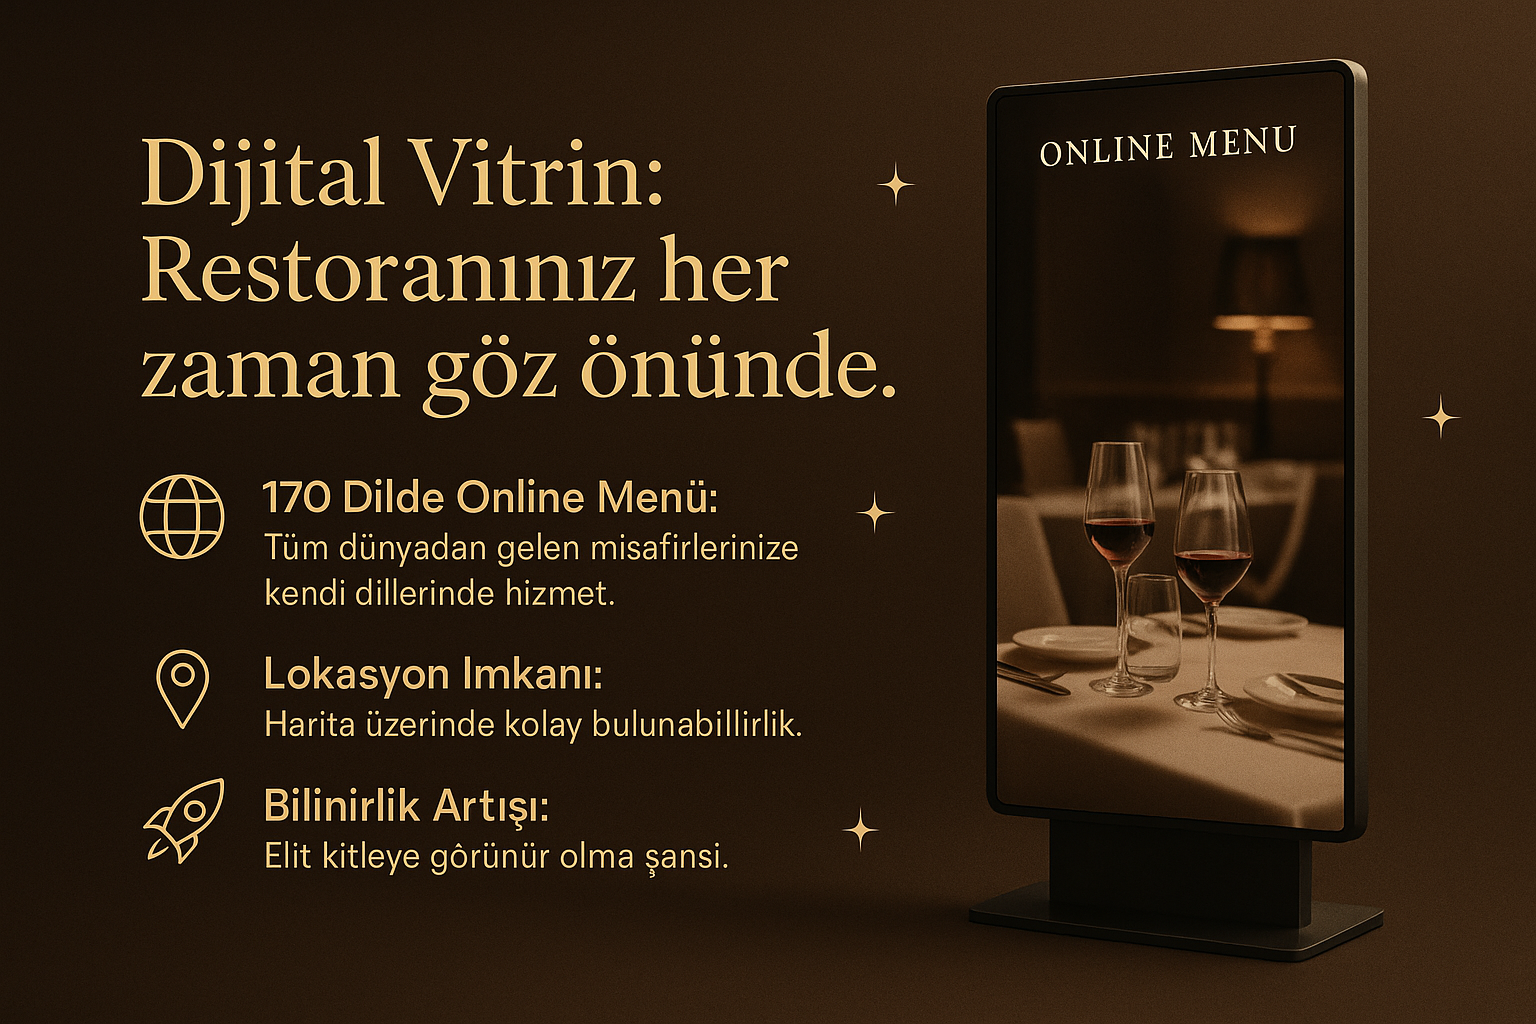 Dijital Vitrin:
Restoranınız her
zaman göz önünde.
170 Dilde Online Menü:
Tüm dünyadan gelen misafirlerinize
kendi dillerinde hizmet.
Lokasyon Imkanı:
Harita üzerinde kolay bulunabillirlik.
Bilinirlik Artışı:
Elit kitleye görünür olma şansi.
ONLINE MENU